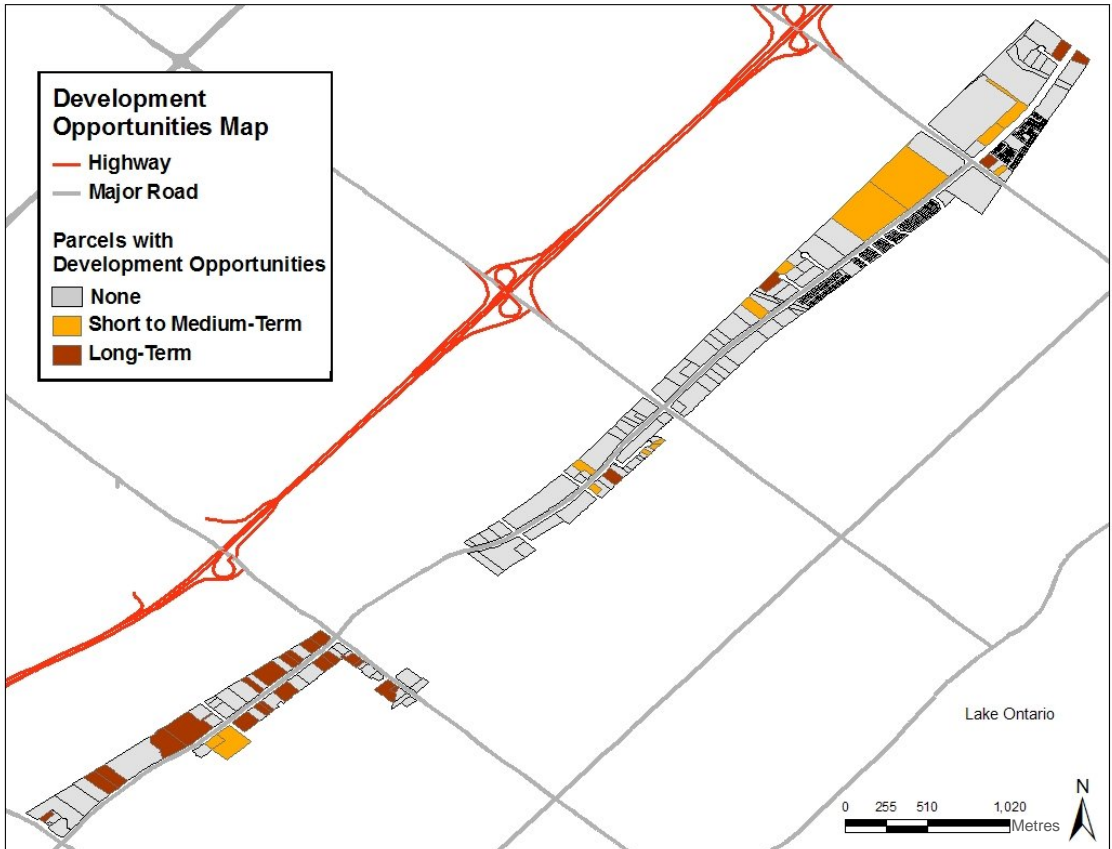 Development
Opportunities Map
Highway
Major Road
Parcels with
Development Opportunities
None
Short to Medium-Term
Long-Term
Lake Ontario
N
0 255 510 1,020
Metres